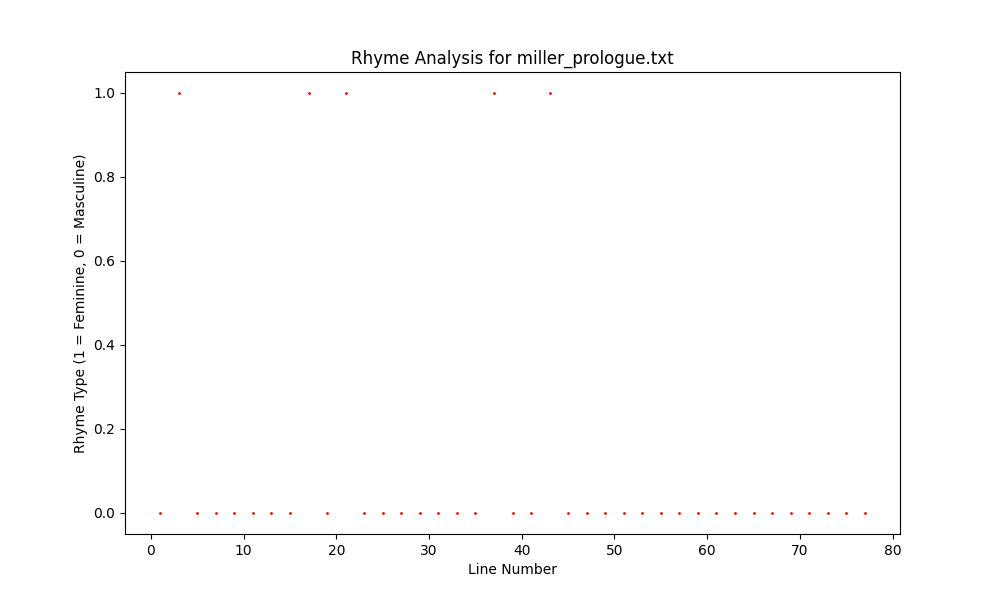 Rhyme Analysis for miller_prologue.txt
Rhyme Type (1 = Feminine, 0 = Masculine)
1.0
0.8
0.6
0.4
0.2
0.0
0 10 20 30 40 50 60 70 80
Line Number